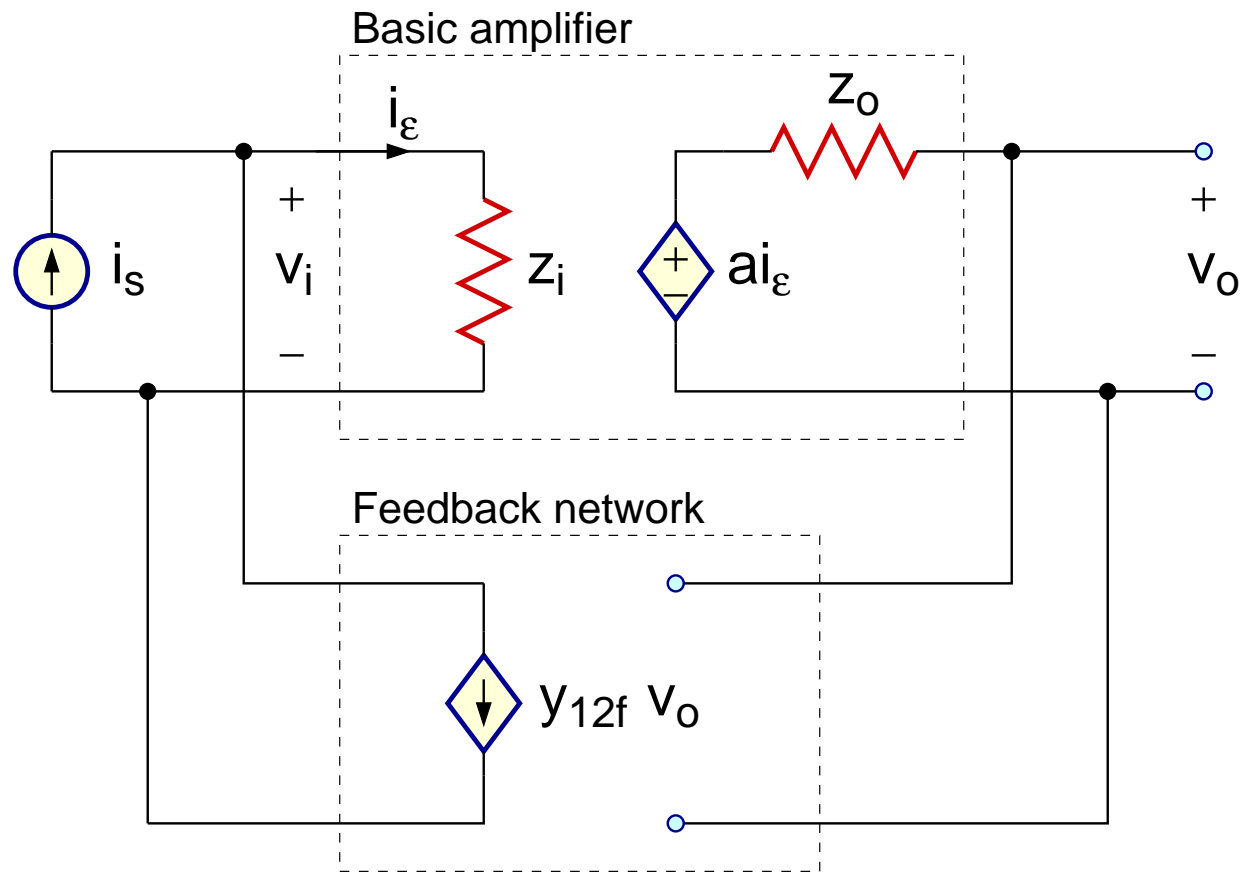 Basic amplifier
iε
zo
+
+
is
vi
zi
+
−
aiε
vo
−
−
Feedback network
y12f vo